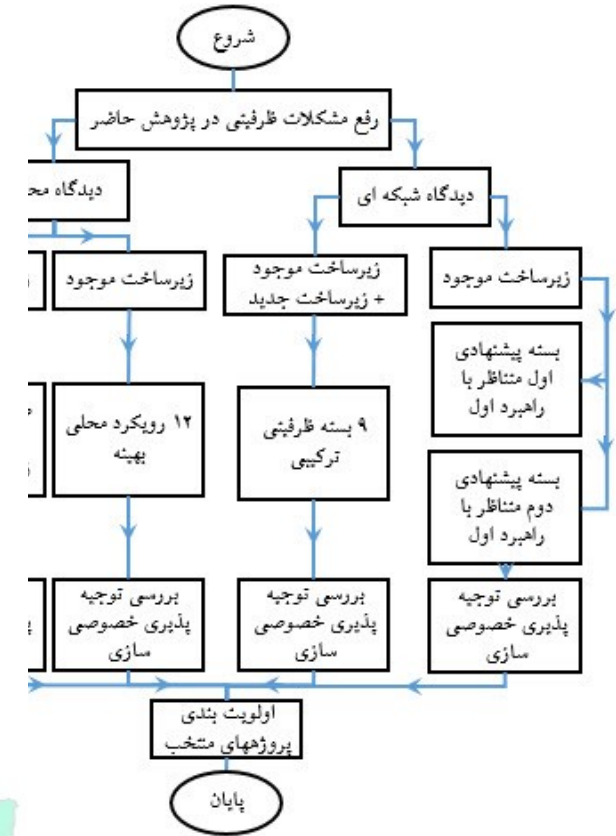 شروع
رفع مشکلات ظرفیتی در پژوهش حاضر
دیدگاه شبکه ای
دیدگاه
زیرساخت موجود
زیرساخت موجود
+ زیرساخت جدید
زیرساخت موجود
بسته پیشنهادی
اول متناظر با
راهبرد اول
بسته پیشنهادی
دوم متناظر با
راهبرد اول
۹ بسته ظرفیتی
ترکیبی
۱۲ رویکرد محلی
بهینه
بررسی توجیه
پذیری خصوصی
سازی
بررسی توجیه
پذیری خصوصی
سازی
بررسی توجیه
پذیری خصوصی
سازی
اولویت بندی
پروژههای منتخب
پایان